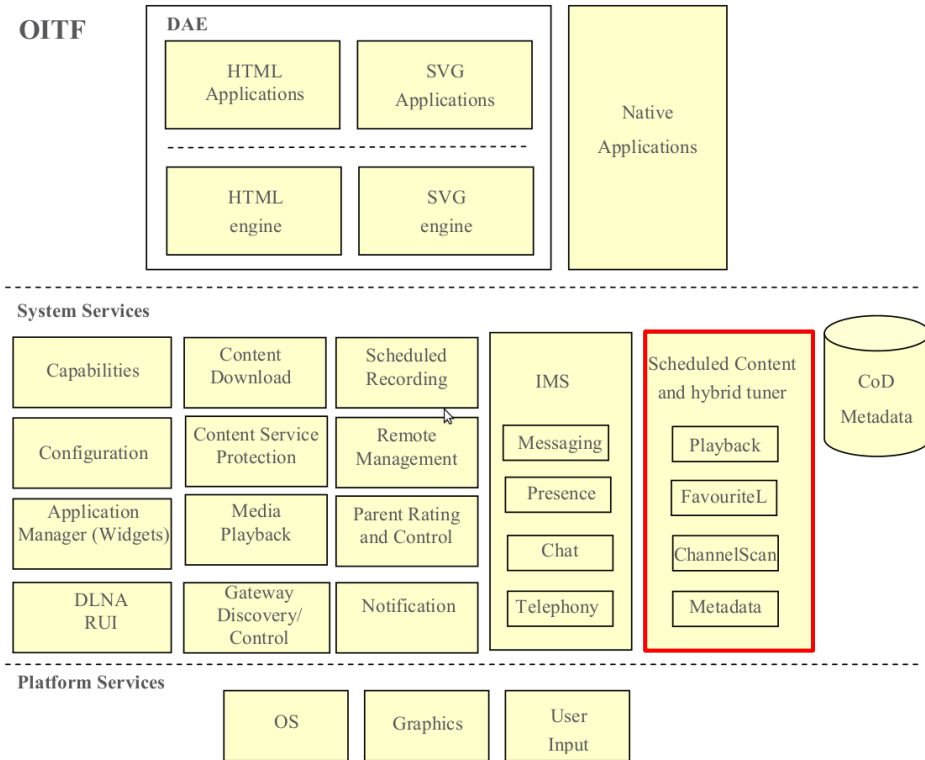 OITF
DAE
HTML
Applications
SVG
Applications
Native
Applications
HTML
engine
SVG
engine
System Services
Capabilities
Content
Download
Scheduled
Recording
IMS
Scheduled Content
and hybrid tuner
CoD
Metadata
Configuration
Content Service
Protection
Remote
Management
Messaging
Playback
Application
Manager (Widgets)
Media
Playback
Parent Rating
and Control
Presence
FavouriteL
Chat
ChannelScan
DLNA
RUI
Gateway
Discovery/
Control
Notification
Telephony
Metadata
Platform Services
OS
Graphics
User
Input